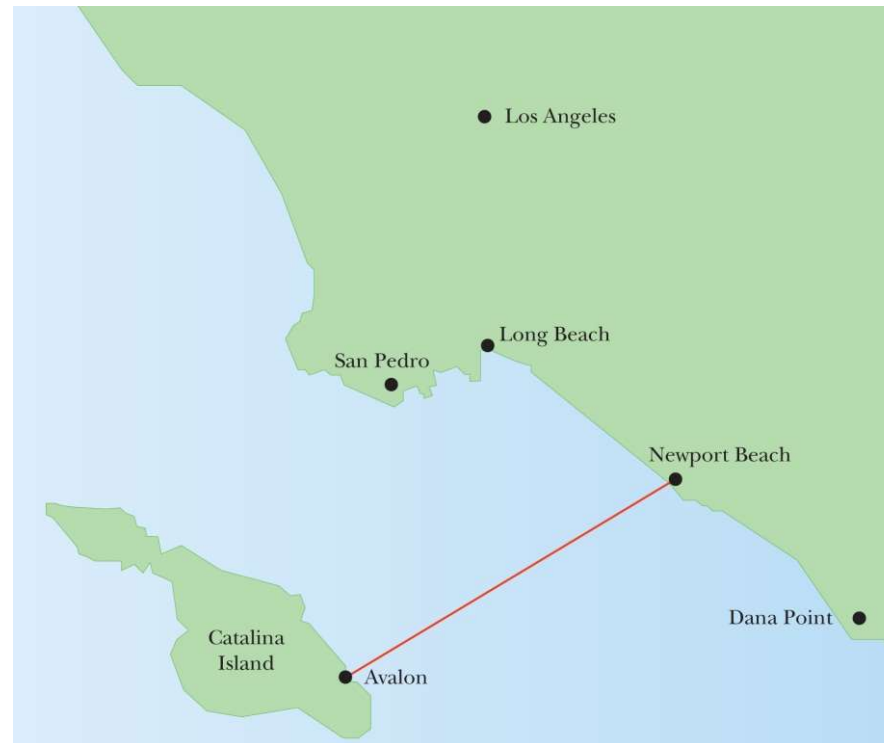 Los Angeles
Long Beach
San Pedro
Newport Beach
Dana Point
Catalina
Island
Avalon